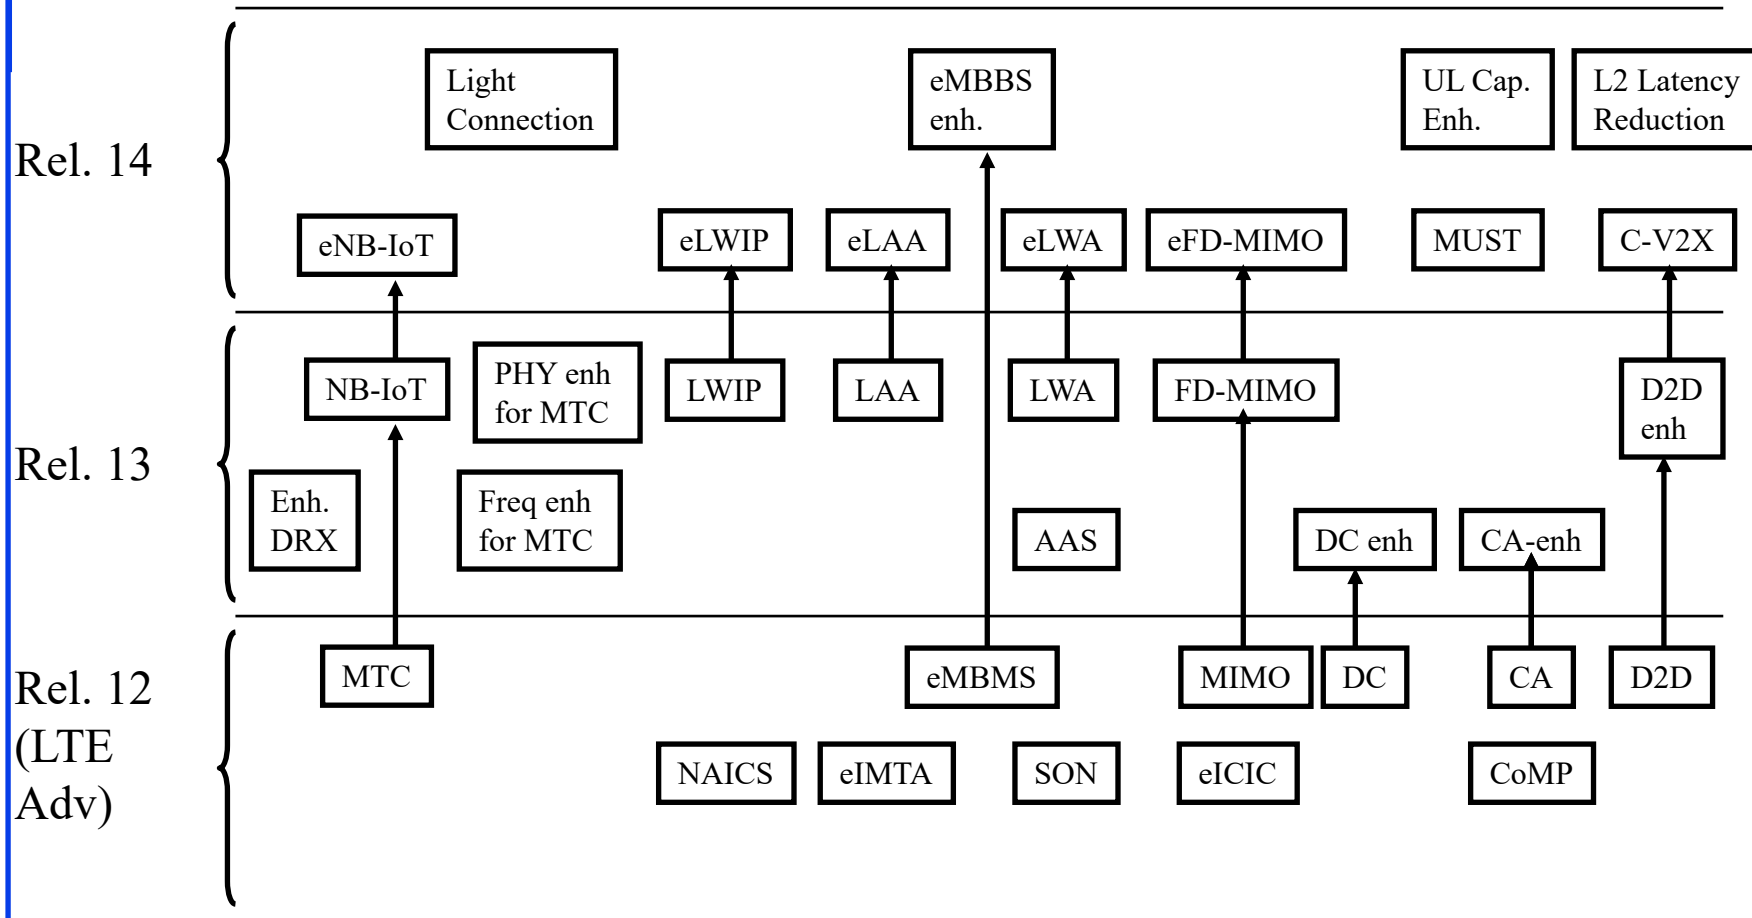 Rel. 14
Light
Connection
eMBBS
enh.
UL Cap.
Enh.
L2 Latency
Reduction
eNB-IoT
eLWIP
eLAA
eLWA
eFD-MIMO
MUST
C-V2X
Rel. 13
NB-IoT
PHY enh
for MTC
LWIP
LAA
LWA
FD-MIMO
D2D
enh
Enh.
DRX
Freq enh
for MTC
AAS
DC enh
CA-enh
Rel. 12
(LTE
Adv)
MTC
eMBMS
MIMO
DC
CA
D2D
NAICS
eIMTA
SON
eICIC
CoMP